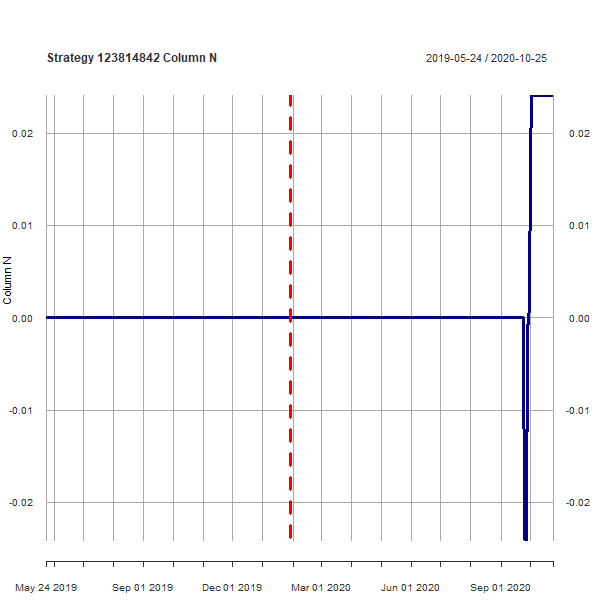 Strategy 123814842 Column N
2019-05-24 / 2020-10-25
0.02
0.02
0.01
0.01
Column N
0.00
0.00
-0.01
-0.01
-0.02
-0.02
May 24 2019
Sep 01 2019
Dec 01 2019
Mar 01 2020
Jun 01 2020
Sep 01 2020